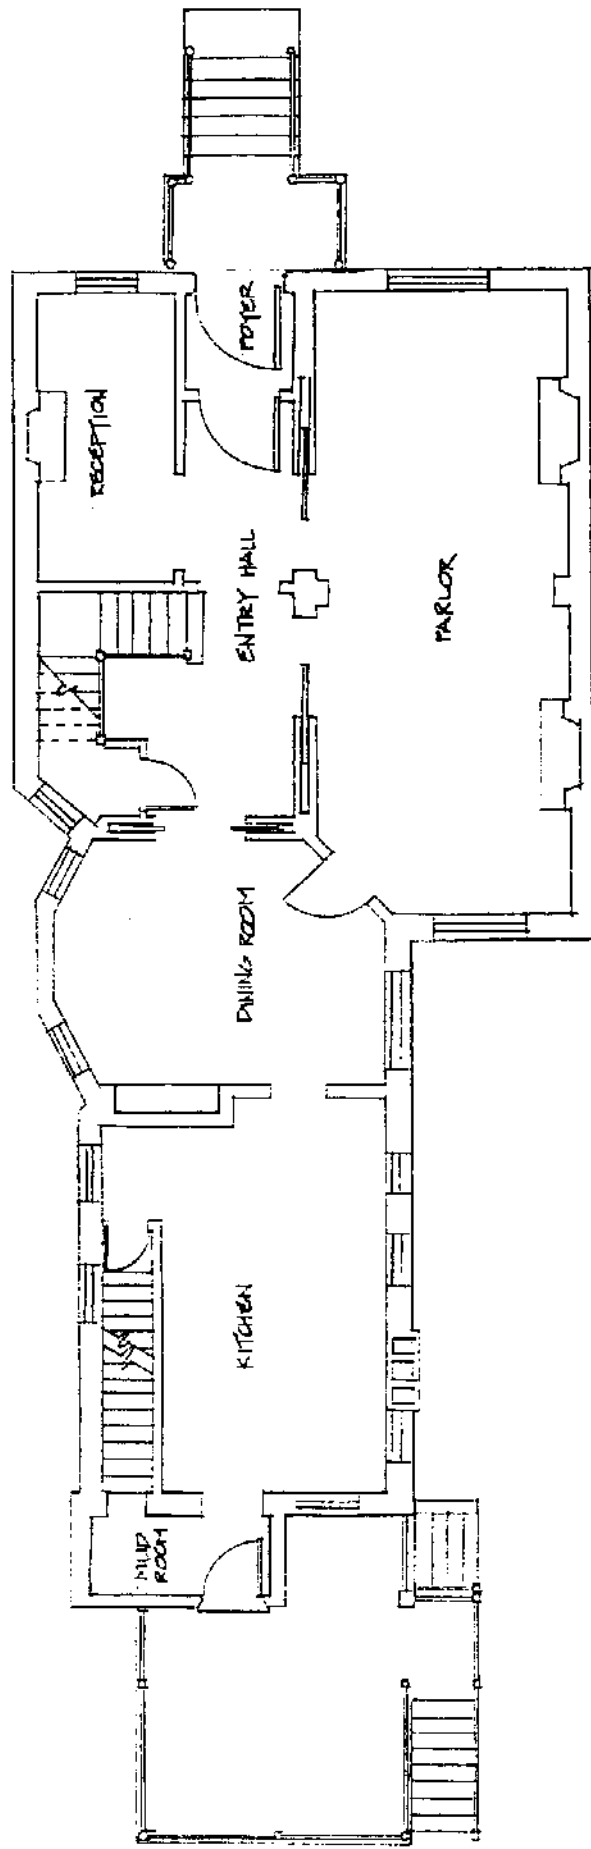 FOYER
RECEPTION
ENTRY HALL
PARLOR
DINING ROOM
KITCHEN
MUD
ROOM